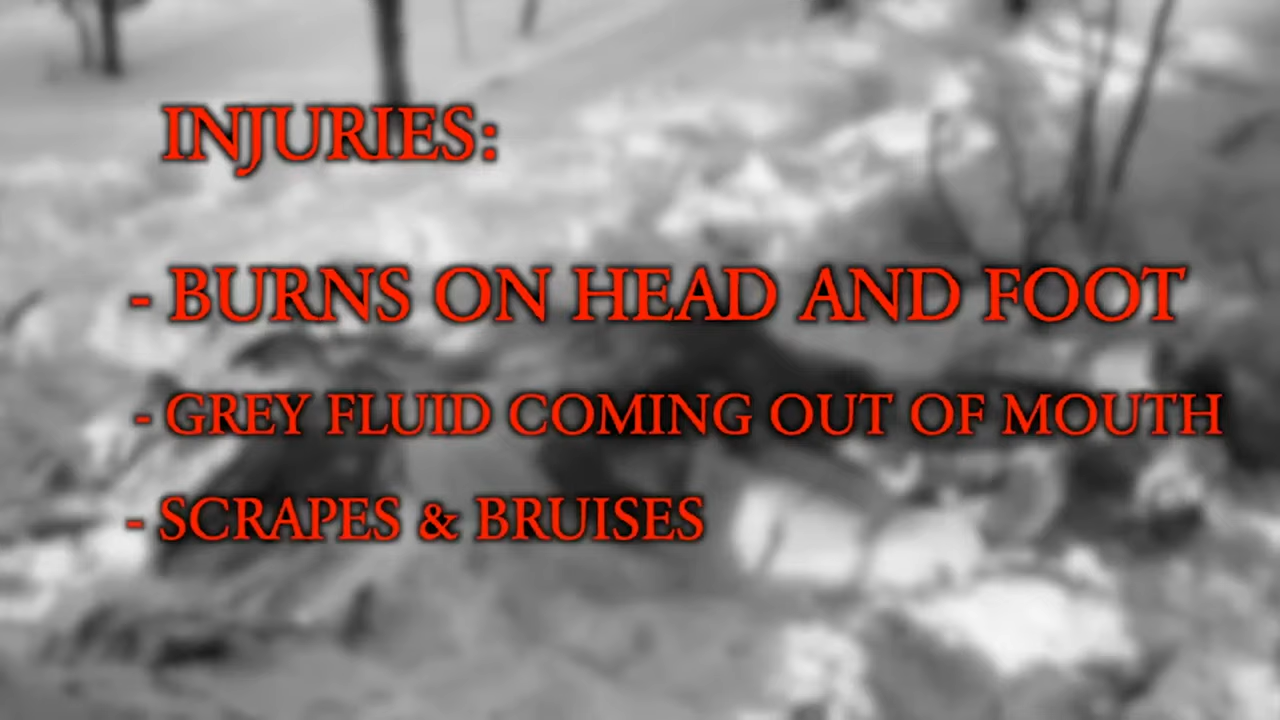 INJURIES:
- BURNS ON HEAD AND FOOT
- GREY FLUID COMING OUT OF MOUTH
- SCRAPES & BRUISES